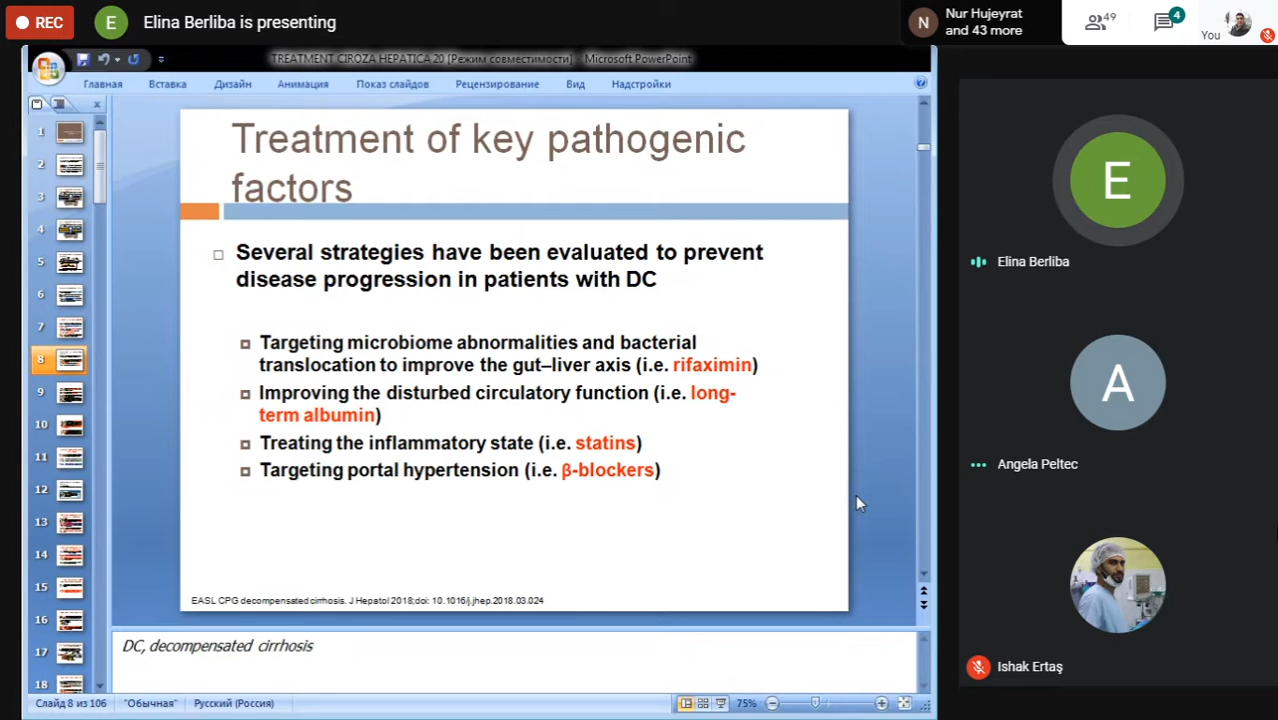 REC
E
Elina Berliba is presenting
N
Nur Hujeyrat
and 43 more
49
4
You
TREATMENT CIROZA HEPATICA 20 [Режим совместимости] - Microsoft PowerPoint
Главная
Вставка
Дизайн
Анимация
Показ слайдов
Рецензирование
Вид
Надстройки
1
2
3
4
5
6
7
8
9
10
11
12
13
14
15
16
17
18
Treatment of key pathogenic
factors
Several strategies have been evaluated to prevent
disease progression in patients with DC
Targeting microbiome abnormalities and bacterial
translocation to improve the gut–liver axis (i.e. rifaximin)
Improving the disturbed circulatory function (i.e. long-
term albumin)
Treating the inflammatory state (i.e. statins)
Targeting portal hypertension (i.e. β-blockers)
EASL CPG decompensated cirrhosis. J Hepatol 2018;doi: 10.1016/j.jhep.2018.03.024
DC, decompensated cirrhosis
Слайд 8 из 106
"Обычная"
Русский (Россия)
75%
E
Elina Berliba
A
Angela Peltec
Ishak Ertaş